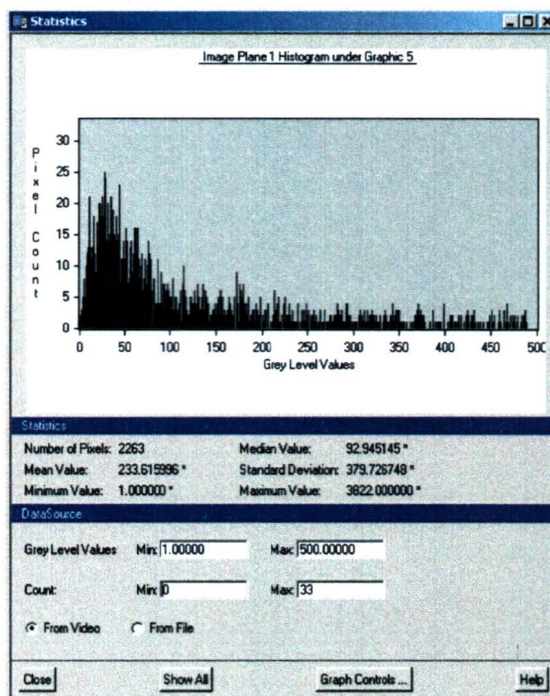 Statistics
Image Plane 1 Histogram under Graphic 5
Pixel Count
30
25
20
15
10
5
0
0 50 100 150 200 250 300 350 400 450 500
Grey Level Values
Statistics
Number of Pixels: 2263 Median Value: 92.945145 *
Mean Value: 233.615996 * Standard Deviation: 379.726748 *
Minimum Value: 1.000000 * Maximum Value: 3822.000000 *
DataSource
Grey Level Values Min: 1.00000 Max: 500.00000
Count: Min: 0 Max: 33
From Video From File
Close Show All Graph Controls ... Help